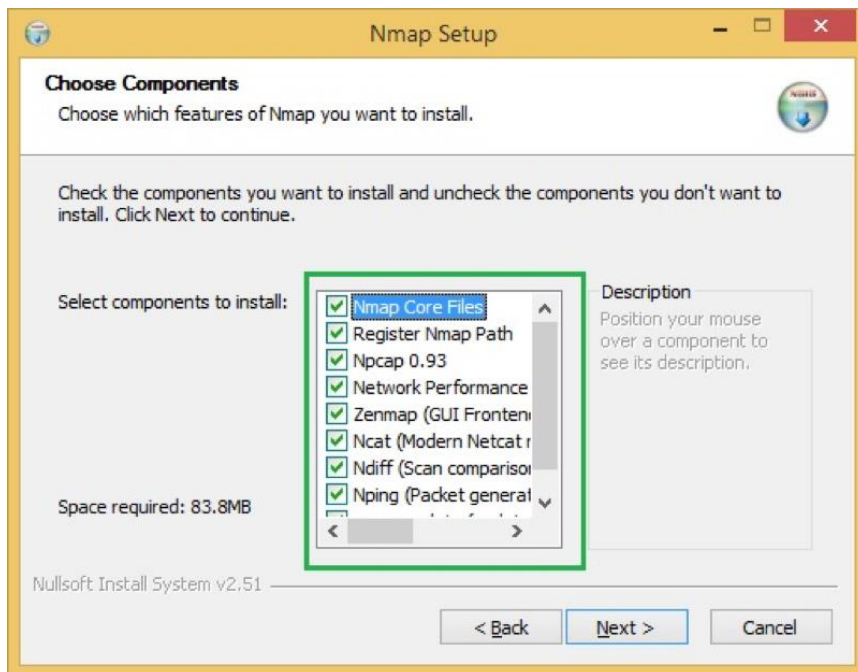 Nmap Setup
Choose Components
Choose which features of Nmap you want to install.
Check the components you want to install and uncheck the components you don't want to
install. Click Next to continue.
Select components to install:
Nmap Core Files
Register Nmap Path
Npcap 0.93
Network Performance
Zenmap (GUI Fronten
Ncat (Modern Netcat r
Ndiff (Scan comparison
Nping (Packet generat
Description
Position your mouse
over a component to
see its description.
Space required: 83.8MB
Nullsoft Install System v2.51
< Back
Next >
Cancel